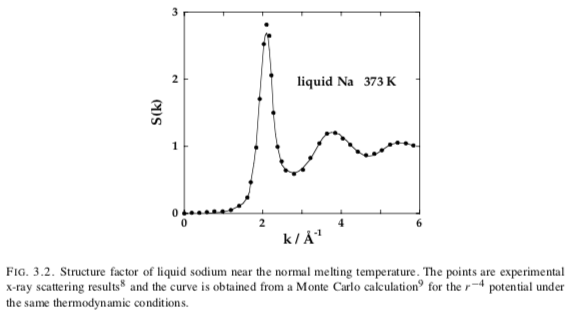 3
2
liquid Na 373 K
S(k)
1
0
0 2 4 6
k / Å⁻¹
FIG. 3.2. Structure factor of liquid sodium near the normal melting temperature. The points are experimental
x-ray scattering results⁸ and the curve is obtained from a Monte Carlo calculation⁹ for the r⁻⁴ potential under
the same thermodynamic conditions.